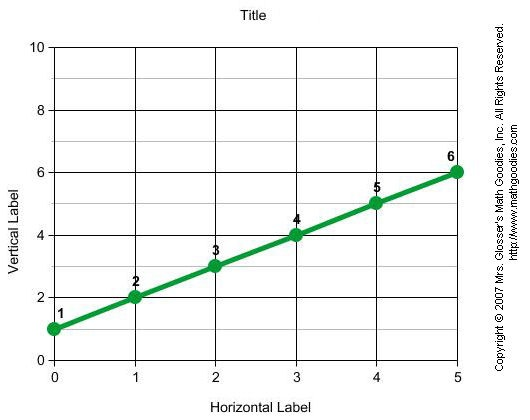 Title
10
8
6
4
2
0
Vertical Label
1
2
3
4
5
6
0 1 2 3 4 5
Horizontal Label
Copyright © 2007 Mrs. Glosser's Math Goodies, Inc. All Rights Reserved.
http://www.mathgoodies.com